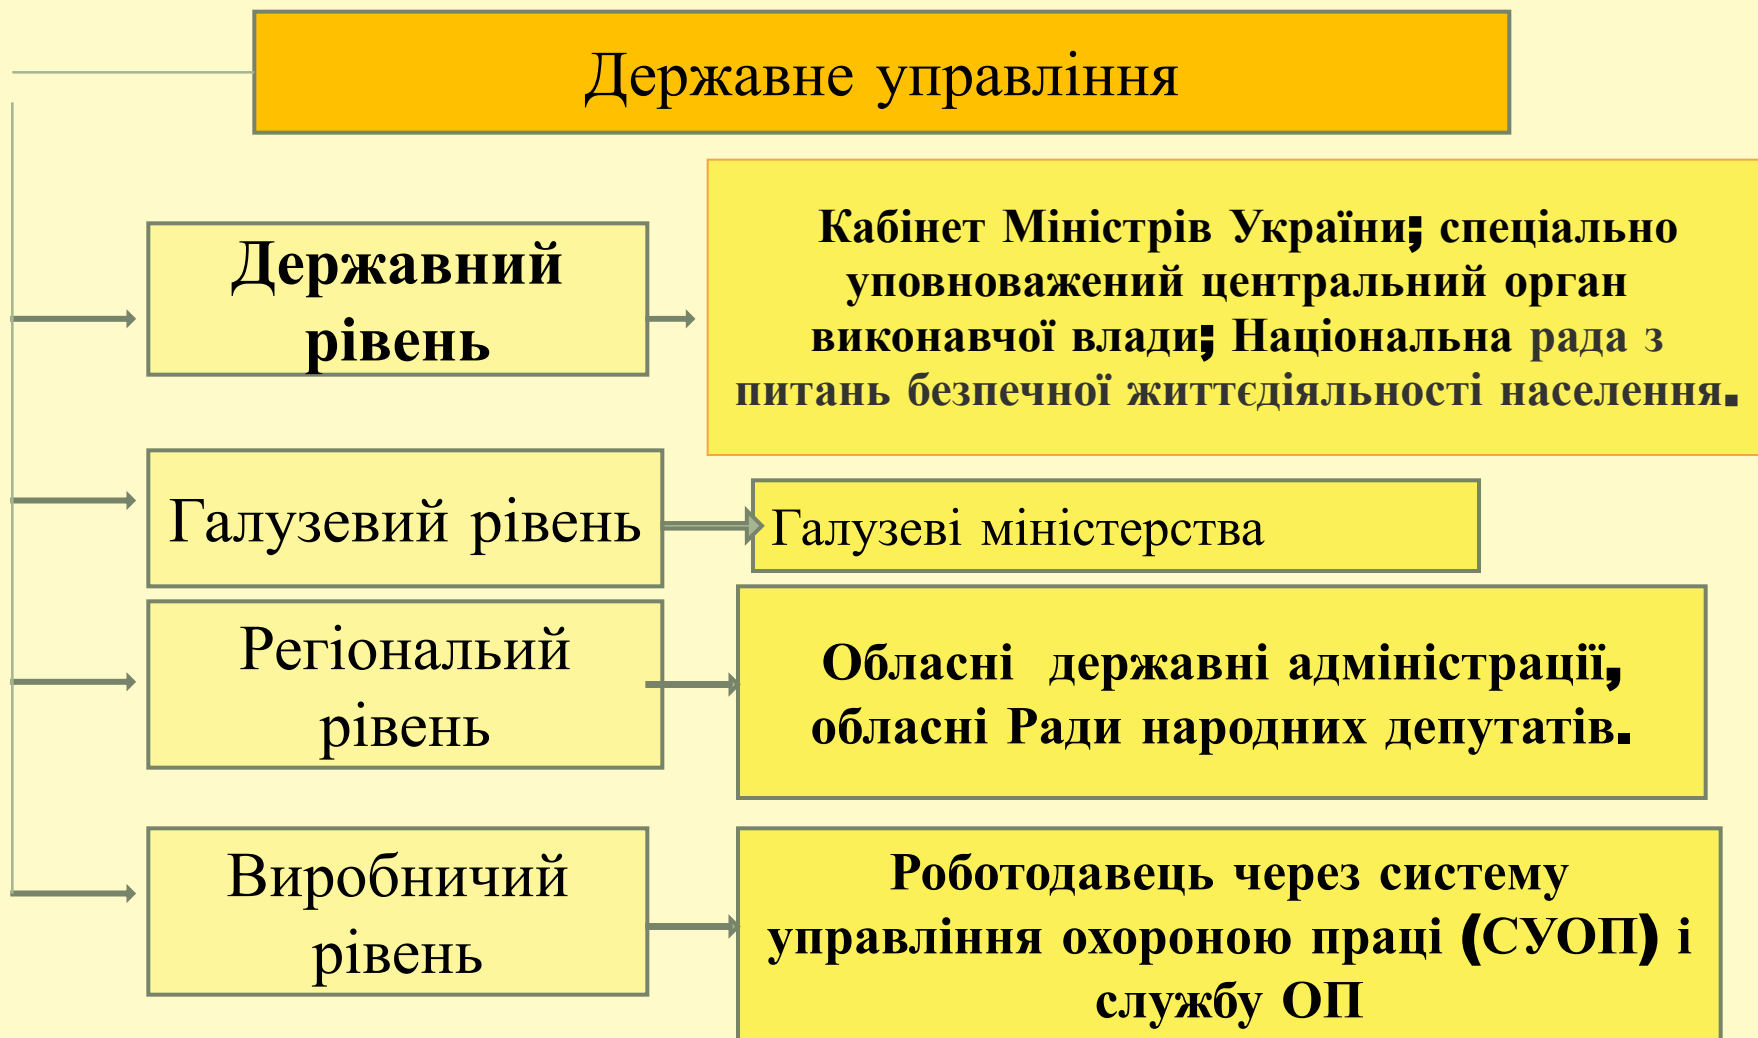 Державне управління
Державний
рівень
Кабінет Міністрів України; спеціально
уповноважений центральний орган
виконавчої влади; Національна рада з
питань безпечної життєдіяльності населення.
Галузевий рівень
Галузеві міністерства
Регіональий
рівень
Обласні державні адміністрації,
обласні Ради народних депутатів.
Виробничий
рівень
Роботодавець через систему
управління охороною праці (СУОП) і
службу ОП